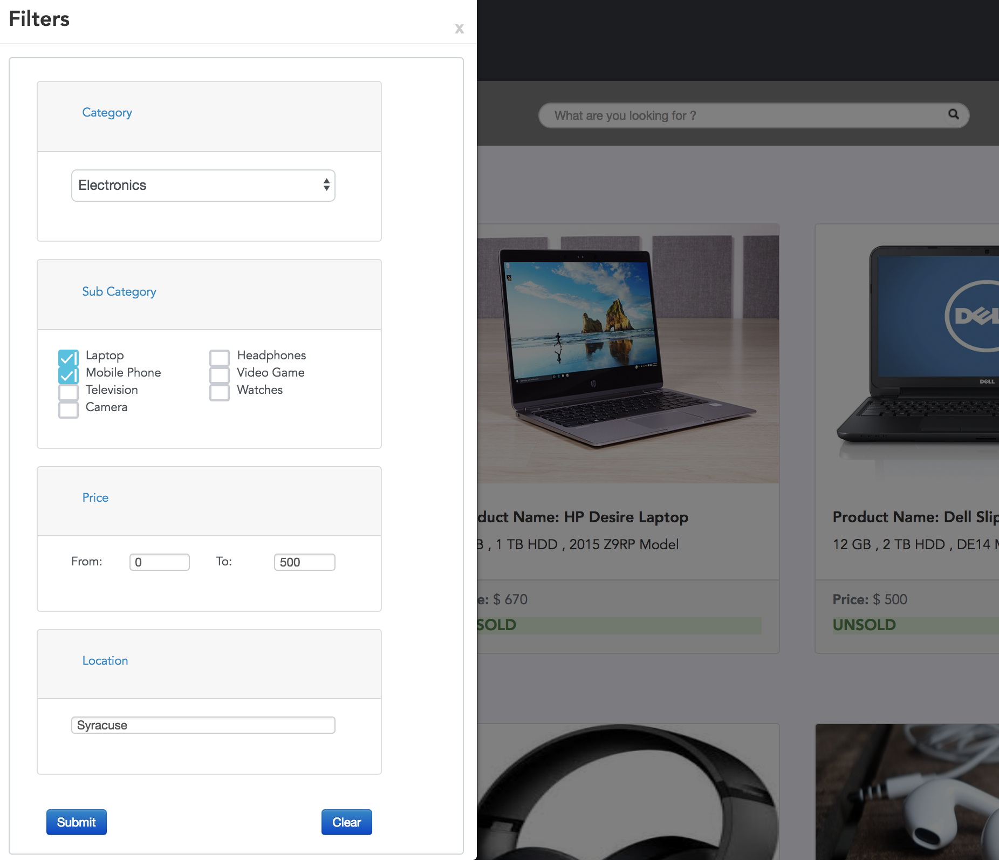 Filters
x
Category
Electronics
Sub Category
Laptop
Mobile Phone
Television
Camera
Headphones
Video Game
Watches
Price
From: 0 To: 500
Location
Syracuse
Submit Clear
What are you looking for ?
duct Name: HP Desire Laptop
B , 1 TB HDD , 2015 Z9RP Model
e: $ 670
SOLD
DELL
DELL
Product Name: Dell Slip
12 GB , 2 TB HDD , DE14
Price: $ 500
UNSOLD